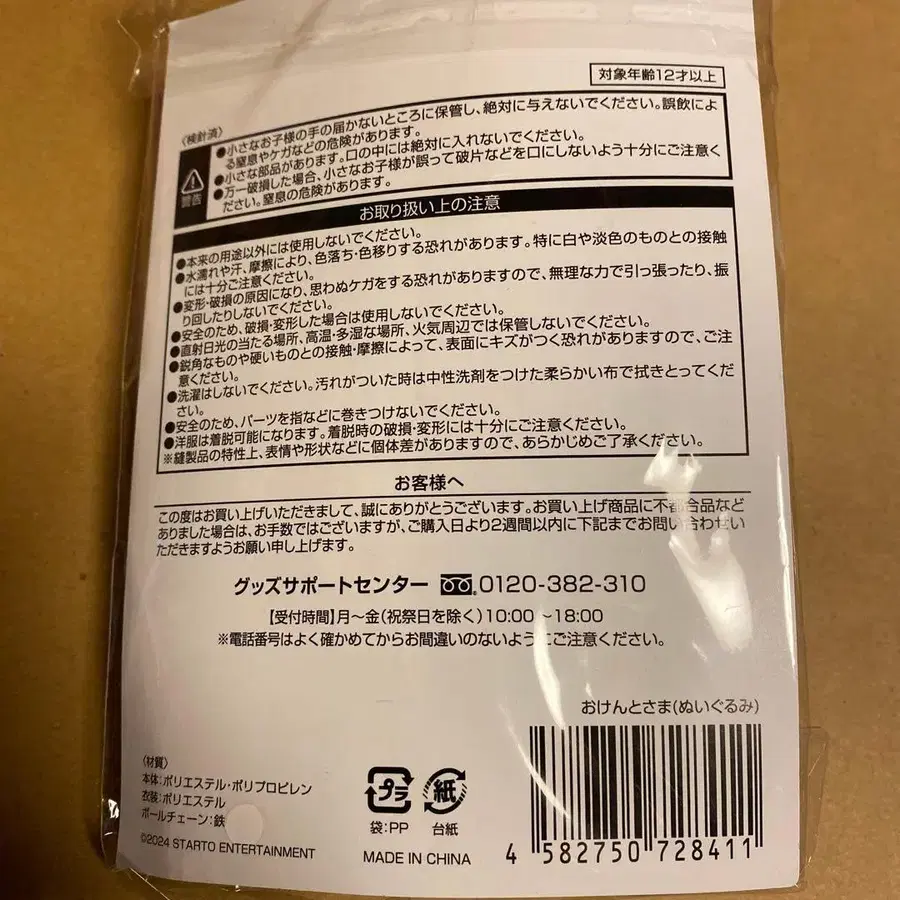 対象年齢12才以上
〈検針済〉
警告
●小さなお子様の手の届かないところに保管し、絶対に与えないでください。誤飲によ
る窒息やケガなどの危険があります。
●小さな部品があります。口の中には絶対に入れないでください。
●万一破損した場合、小さなお子様が誤って破片などを口にしないよう十分にご注意く
ださい。窒息の危険があります。
お取り扱い上の注意
●本来の用途以外には使用しないでください。
●水濡れや汗、摩擦により、色落ち・色移りする恐れがあります。特に白や淡色のものとの接触
には十分ご注意ください。
●変形・破損の原因になり、思わぬケガをする恐れがありますので、無理な力で引っ張ったり、振
り回したりしないでください。
●安全のため、破損・変形した場合は使用しないでください。
●直射日光の当たる場所、高温・多湿な場所、火気周辺では保管しないでください。
●鋭角なものや硬いものとの接触・摩擦によって、表面にキズがつく恐れがありますので、ご注
意ください。
●洗濯はしないでください。汚れがついた時は中性洗剤をつけた柔らかい布で拭きとってくだ
さい。
●安全のため、パーツを指などに巻きつけないでください。
●洋服は着脱可能になります。着脱時の破損・変形には十分にご注意ください。
※縫製品の特性上、表情や形状などに個体差がありますので、あらかじめご了承ください。
お客様へ
この度はお買い上げいただきまして、誠にありがとうございます。お買い上げ商品に不都合品など
ありました場合は、お手数ではございますが、ご購入日より2週間以内に下記までお問い合わせい
ただきますようお願い申し上げます。
グッズサポートセンター 0120-382-310
【受付時間】月〜金(祝祭日を除く)10:00〜18:00
※電話番号はよく確かめてからお間違いのないようにご注意ください。
おけんとさま(ぬいぐるみ)
〈材質〉
本体:ポリエステル・ポリプロピレン
衣装:ポリエステル
ボールチェーン:鉄
©2024 STARTO ENTERTAINMENT
プラ
袋:PP
紙
台紙
MADE IN CHINA
4 582750 728411